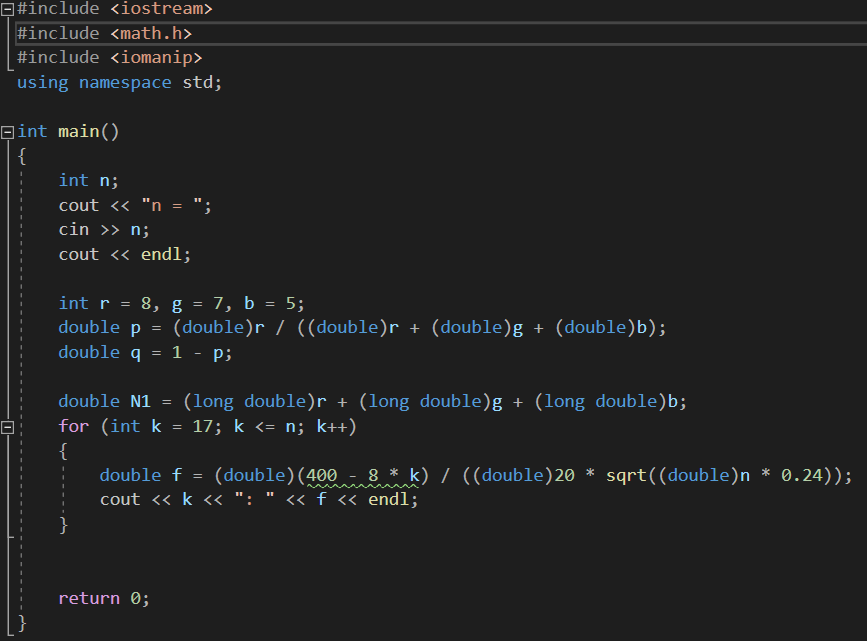 #include <iostream>
#include <math.h>
#include <iomanip>
using namespace std;
int main()
{
int n;
cout << "n = ";
cin >> n;
cout << endl;
int r = 8, g = 7, b = 5;
double p = (double)r / ((double)r + (double)g + (double)b);
double q = 1 - p;
double N1 = (long double)r + (long double)g + (long double)b;
for (int k = 17; k <= n; k++)
{
double f = (double)(400 - 8 * k) / ((double)20 * sqrt((double)n * 0.24));
cout << k << ": " << f << endl;
}
return 0;
}